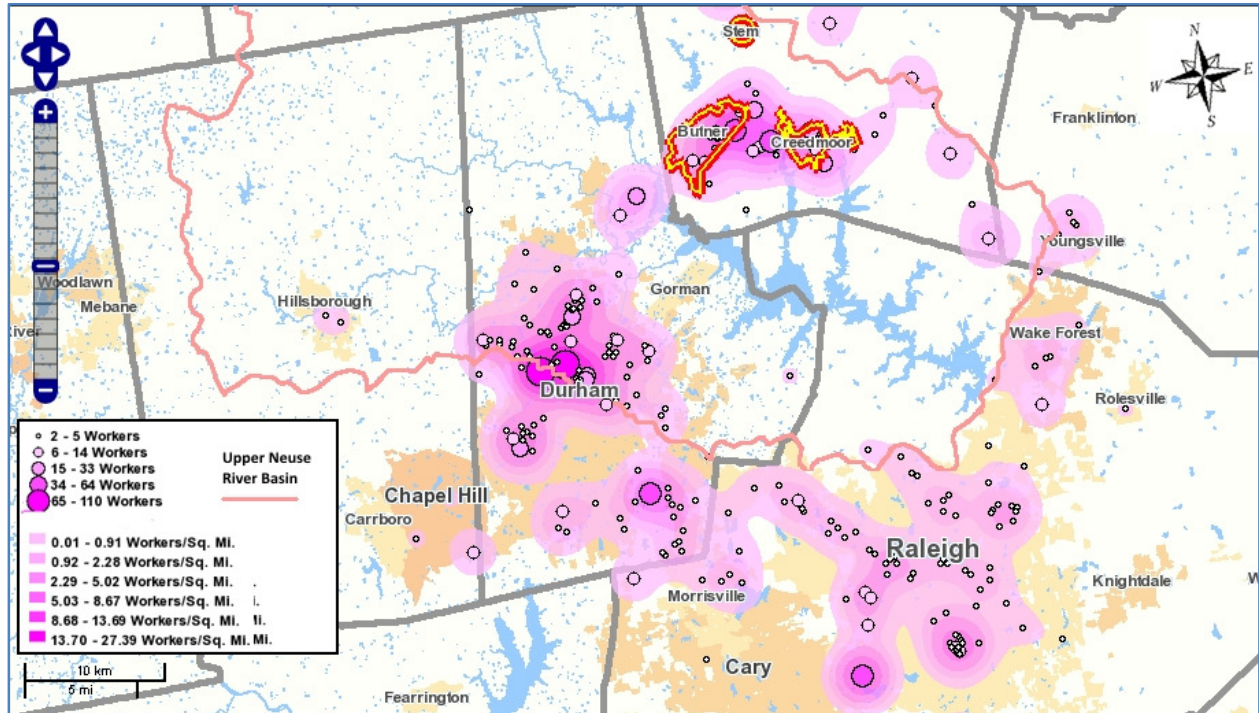 Stem
N
W
E
S
Butner
Creedmoor
Franklinton
Youngsville
Woodlawn
Mebane
River
Hillsborough
Gorman
Wake Forest
Rolesville
Durham
2 - 5 Workers
6 - 14 Workers
15 - 33 Workers
34 - 64 Workers
65 - 110 Workers
Upper Neuse
River Basin
0.01 - 0.91 Workers/Sq. Mi.
0.92 - 2.28 Workers/Sq. Mi.
2.29 - 5.02 Workers/Sq. Mi.
5.03 - 8.67 Workers/Sq. Mi. i.
8.68 - 13.69 Workers/Sq. Mi.
13.70 - 27.39 Workers/Sq. Mi. Mi.
Chapel Hill
Carrboro
Raleigh
Morrisville
Knightdale
Cary
Fearrington
10 km
5 mi